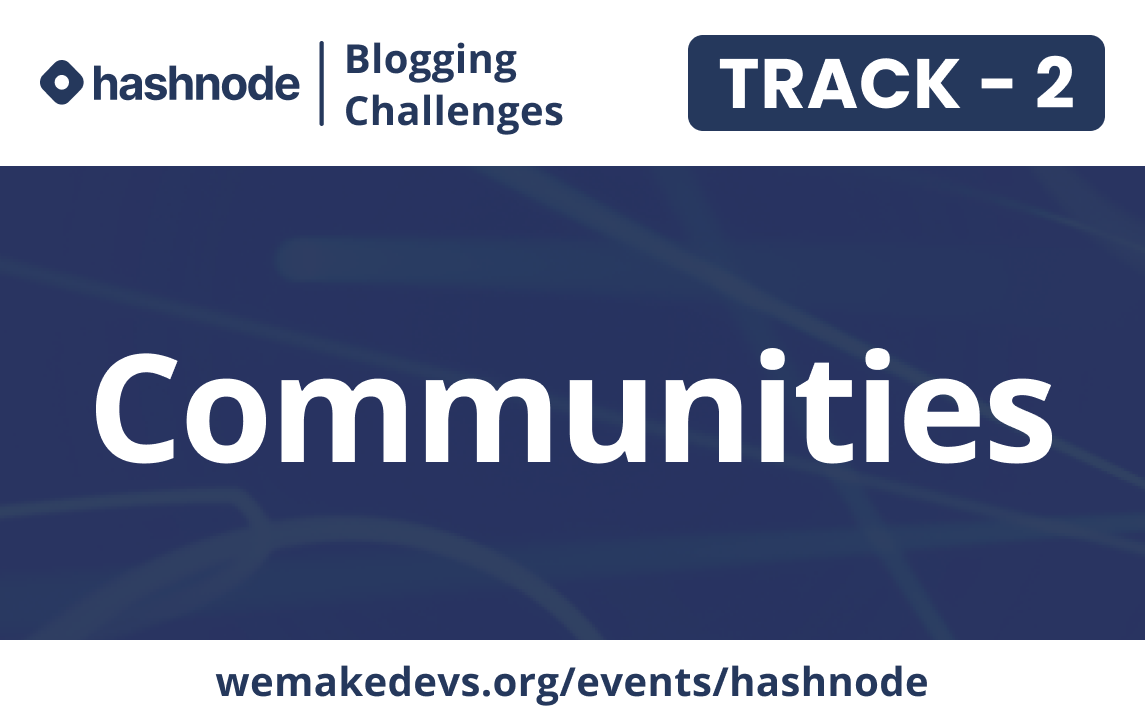 hashnode
Blogging
Challenges
TRACK - 2
Communities
wemakedevs.org/events/hashnode